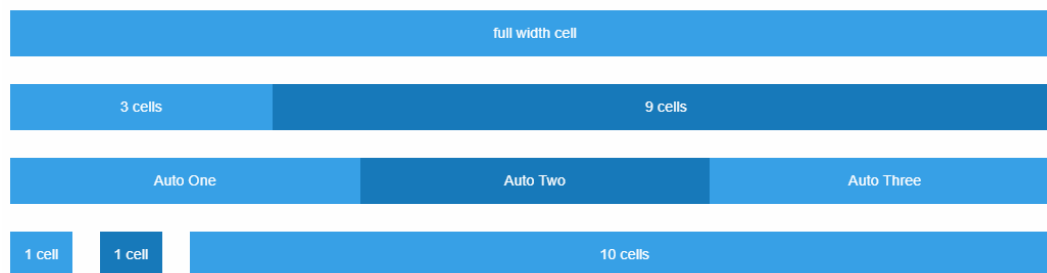 full width cell
3 cells 9 cells
Auto One Auto Two Auto Three
1 cell 1 cell 10 cells